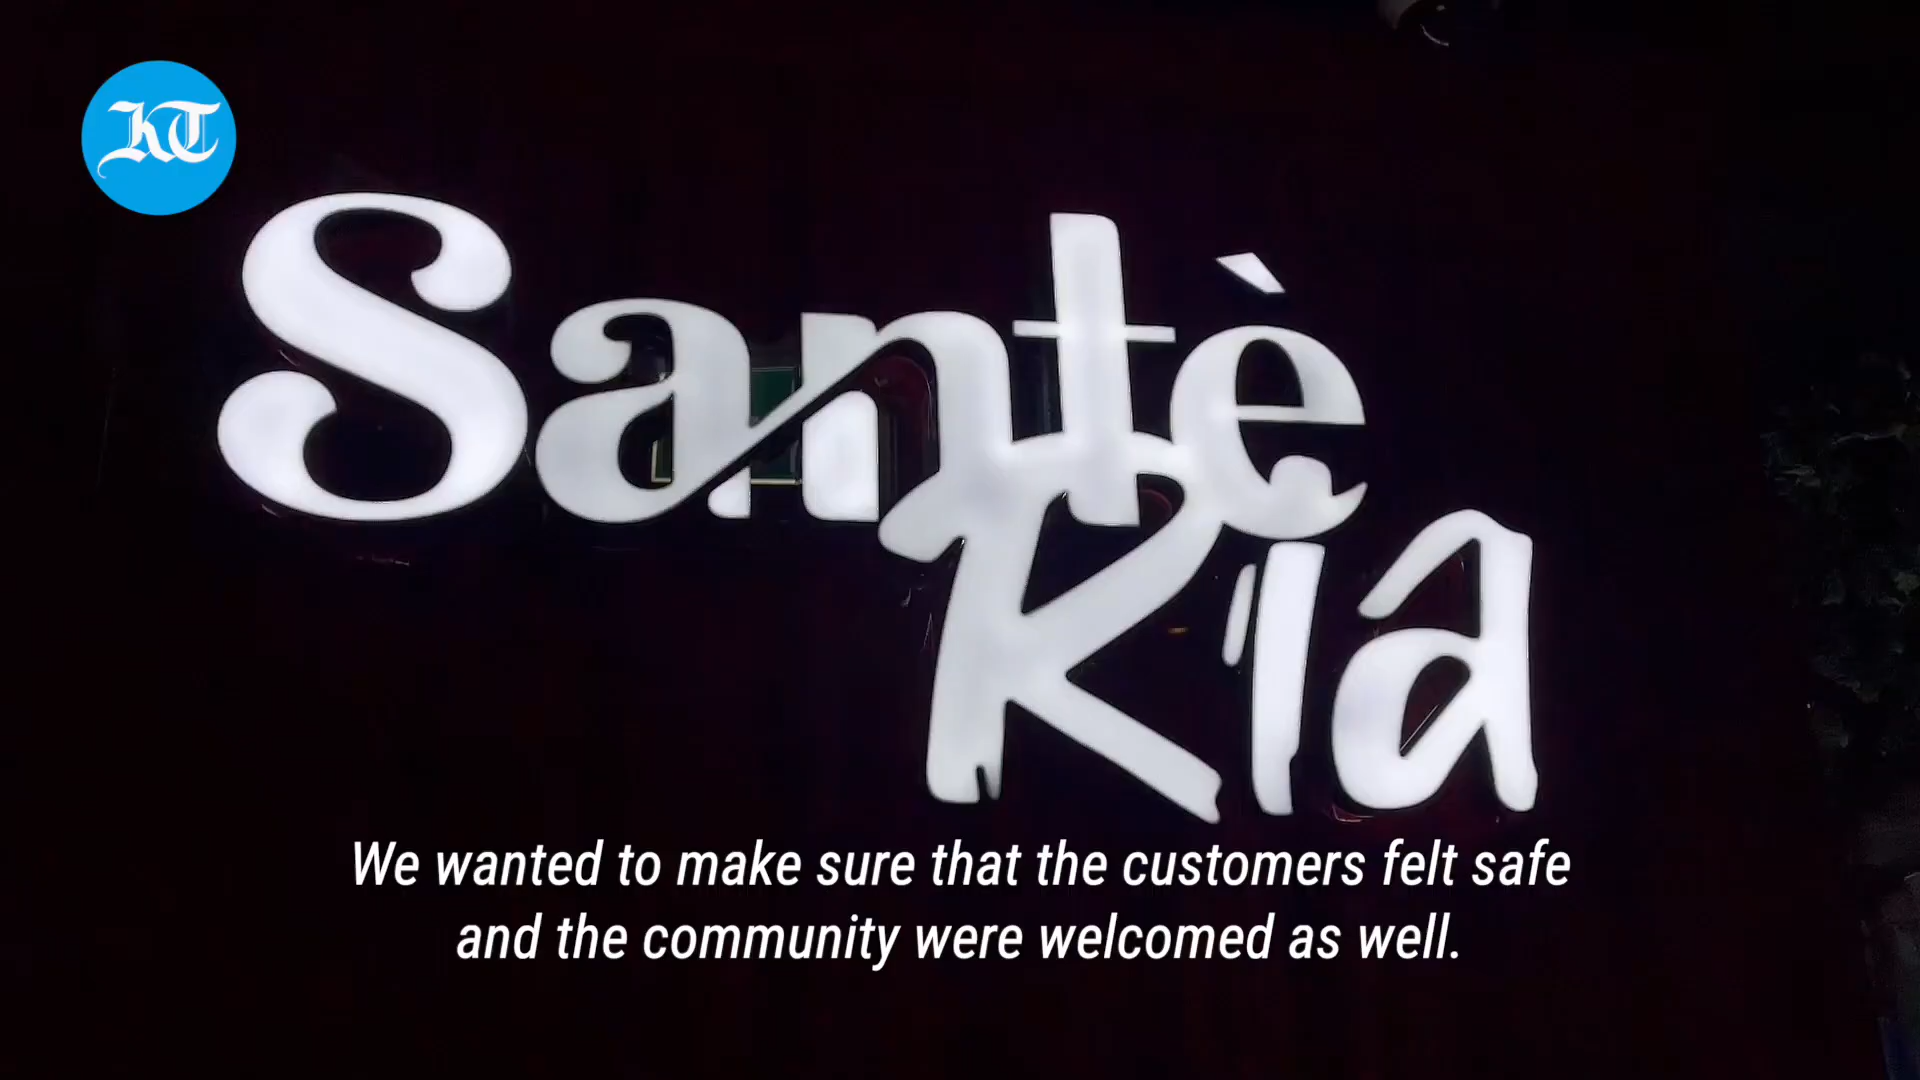 KT
Santè
Ria
We wanted to make sure that the customers felt safe
and the community were welcomed as well.